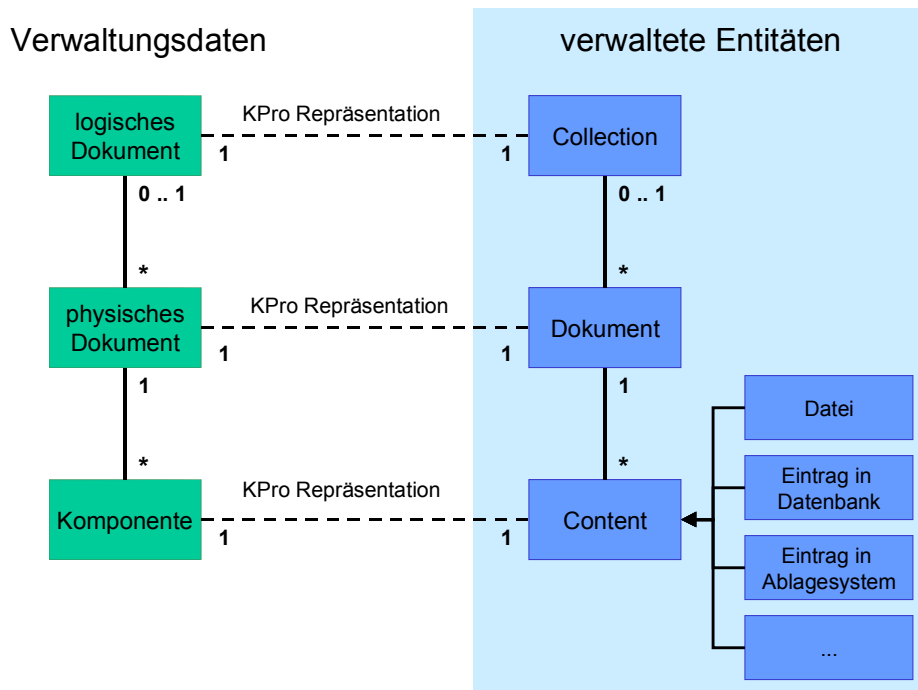 Verwaltungsdaten
verwaltete Entitäten
logisches
Dokument
KPro Repräsentation
1
1
Collection
0 .. 1
0 .. 1
*
*
physisches
Dokument
KPro Repräsentation
1
1
Dokument
1
1
Datei
*
*
Eintrag in
Datenbank
Komponente
KPro Repräsentation
1
1
Content
Eintrag in
Ablagesystem
...